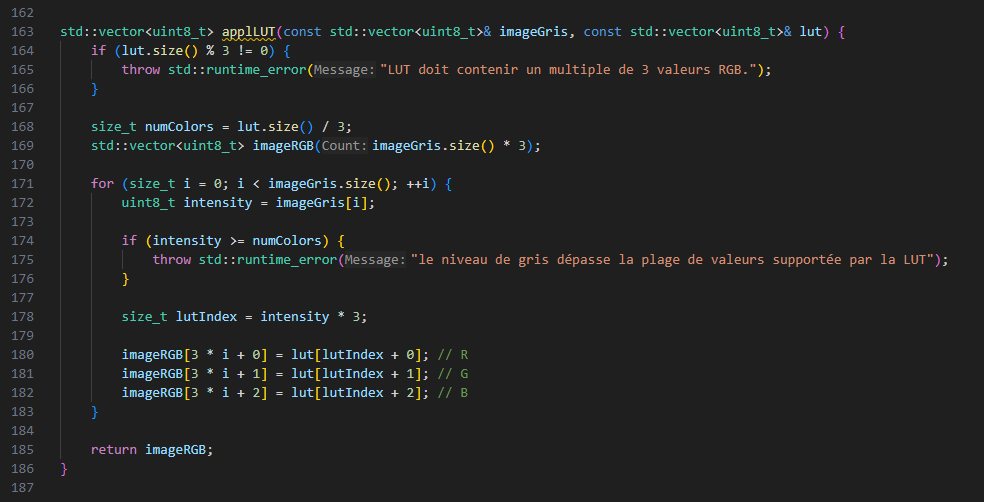 162
163 std::vector<uint8_t> applLUT(const std::vector<uint8_t>& imageGris, const std::vector<uint8_t>& lut) {
164     if (lut.size() % 3 != 0) {
165         throw std::runtime_error(Message: "LUT doit contenir un multiple de 3 valeurs RGB.");
166     }
167
168     size_t numColors = lut.size() / 3;
169     std::vector<uint8_t> imageRGB(Count: imageGris.size() * 3);
170
171     for (size_t i = 0; i < imageGris.size(); ++i) {
172         uint8_t intensity = imageGris[i];
173
174         if (intensity >= numColors) {
175             throw std::runtime_error(Message: "le niveau de gris dépasse la plage de valeurs supportée par la LUT");
176         }
177
178         size_t lutIndex = intensity * 3;
179
180         imageRGB[3 * i + 0] = lut[lutIndex + 0]; // R
181         imageRGB[3 * i + 1] = lut[lutIndex + 1]; // G
182         imageRGB[3 * i + 2] = lut[lutIndex + 2]; // B
183     }
184
185     return imageRGB;
186 }
187